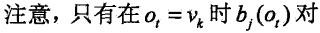 注意，只有在 $o_t = v_k$ 时 $b_j(o_t)$ 对